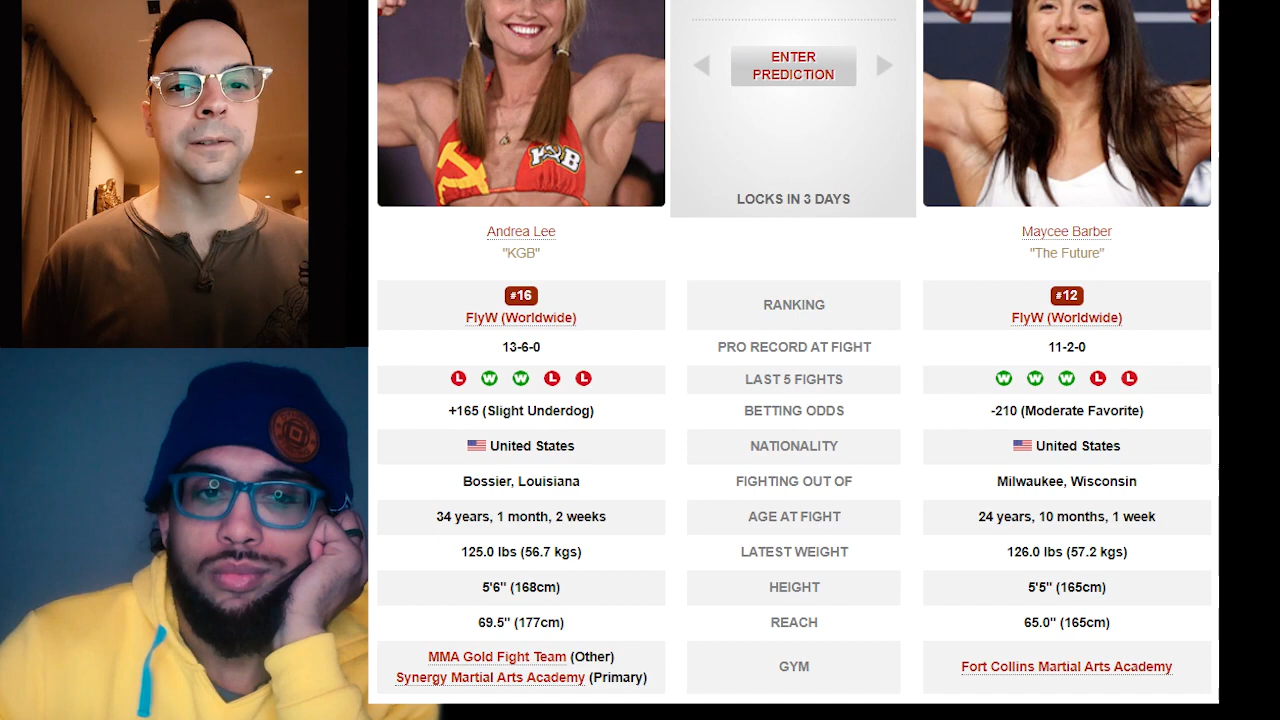 ENTER
PREDICTION
KGB
LOCKS IN 3 DAYS
Andrea Lee
Maycee Barber
"KGB"
"The Future"
#16
RANKING
#12
FlyW (Worldwide)
FlyW (Worldwide)
13-6-0
PRO RECORD AT FIGHT
11-2-0
L W W L L
LAST 5 FIGHTS
W W W L L
+165 (Slight Underdog)
BETTING ODDS
-210 (Moderate Favorite)
United States
NATIONALITY
United States
Bossier, Louisiana
FIGHTING OUT OF
Milwaukee, Wisconsin
34 years, 1 month, 2 weeks
AGE AT FIGHT
24 years, 10 months, 1 week
125.0 lbs (56.7 kgs)
LATEST WEIGHT
126.0 lbs (57.2 kgs)
5'6" (168cm)
HEIGHT
5'5" (165cm)
69.5" (177cm)
REACH
65.0" (165cm)
MMA Gold Fight Team (Other)
Synergy Martial Arts Academy (Primary)
GYM
Fort Collins Martial Arts Academy